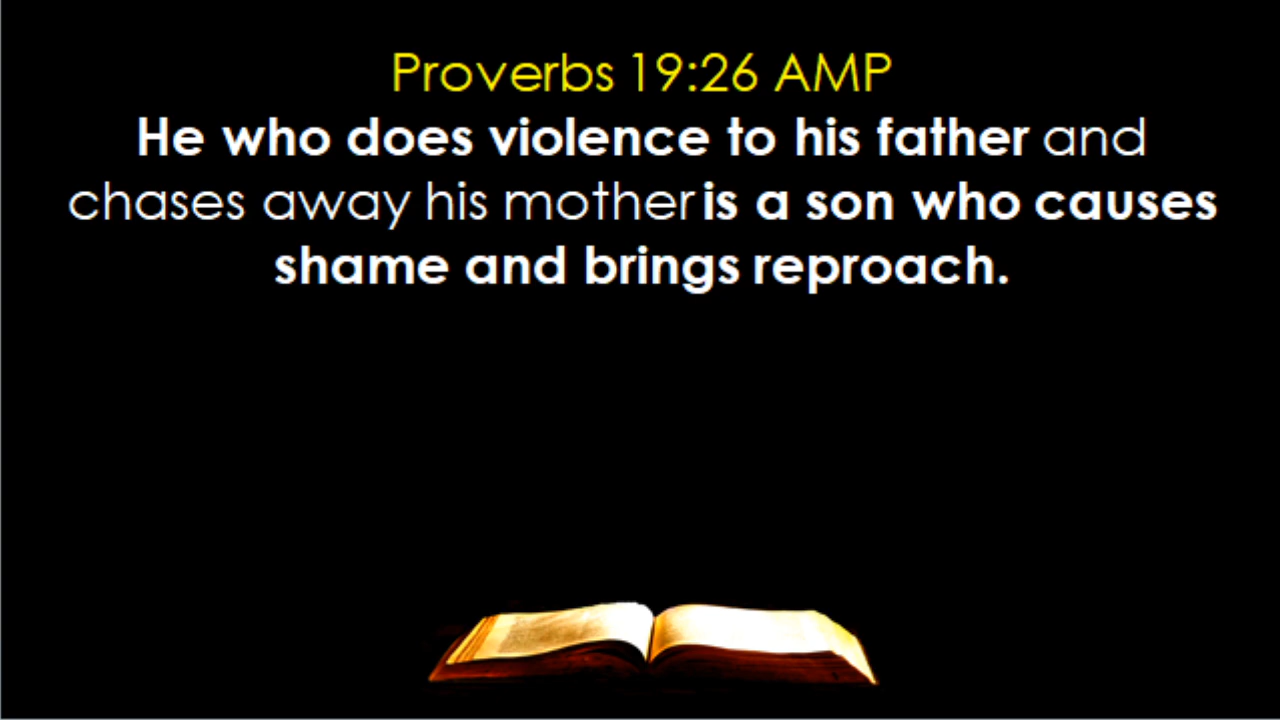 Proverbs 19:26 AMP
He who does violence to his father and
chases away his mother is a son who causes
shame and brings reproach.